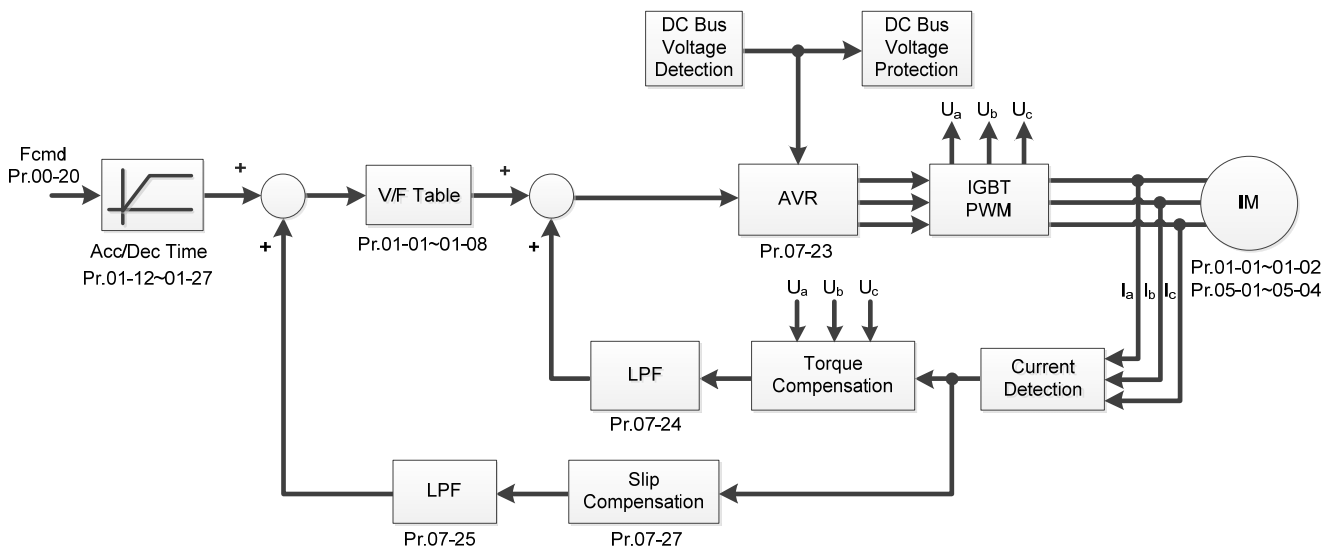 DC Bus
Voltage
Detection
DC Bus
Voltage
Protection
Ua
Ub
Uc
Fcmd
Pr.00-20
Acc/Dec Time
Pr.01-12~01-27
+
+
V/F Table
Pr.01-01~01-08
+
+
AVR
Pr.07-23
IGBT
PWM
IM
Pr.01-01~01-02
Pr.05-01~05-04
Ia
Ib
Ic
Ua
Ub
Uc
LPF
Pr.07-24
Torque
Compensation
Current
Detection
LPF
Pr.07-25
Slip
Compensation
Pr.07-27